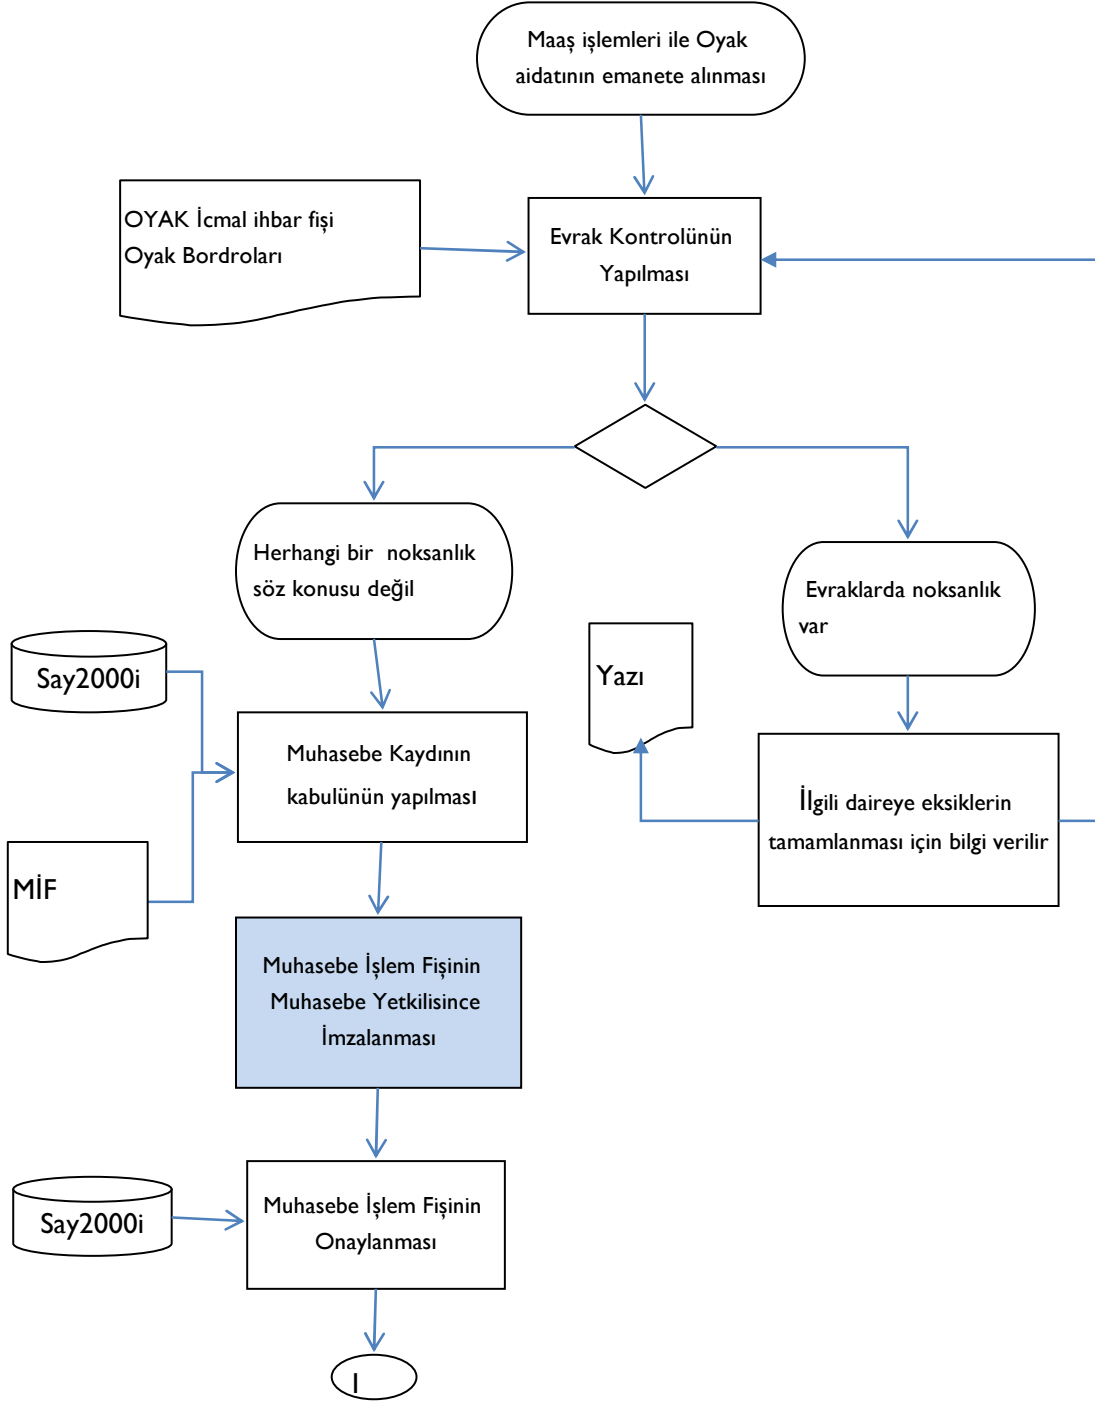 Maaş işlemleri ile Oyak
aidatının emanete alınması
OYAK İcmal ihbar fişi
Oyak Bordroları
Evrak Kontrolünün
Yapılması
Herhangi bir noksanlık
söz konusu değil
Evraklarda noksanlık
var
Say2000i
Yazı
Muhasebe Kaydının
kabulünün yapılması
İlgili daireye eksiklerin
tamamlanması için bilgi verilir
MİF
Muhasebe İşlem Fişinin
Muhasebe Yetkilisince
İmzalanması
Say2000i
Muhasebe İşlem Fişinin
Onaylanması
I